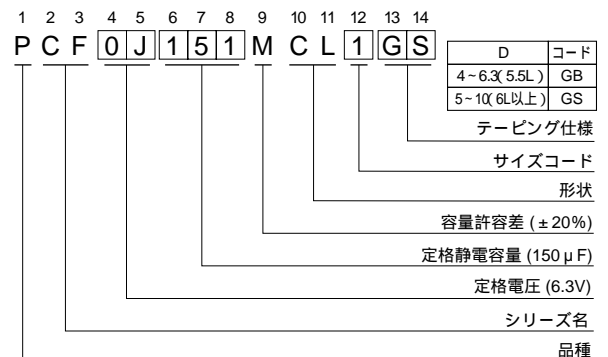 1 2 3 4 5 6 7 8 9 10 11 12 13 14
P C F 0 J 1 5 1 M C L 1 G S
D コード
4~6.3( 5.5L ) GB
5~10( 6L以上 ) GS
テーピング仕様
サイズコード
形状
容量許容差 ( ± 20%)
定格静電容量 (150 µ F)
定格電圧 (6.3V)
シリーズ名
品種